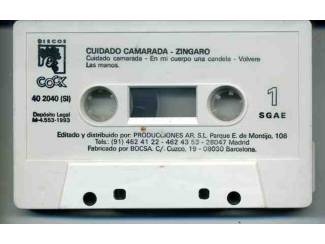 DISCOS
COX
CUIDADO CAMARADA - ZINGARO
Cuidado camarada - En mi cuerpo una candela - Volvere
Las manos.
40 2040 (SI)
Depósito Legal
M-4.553-1993
1
SGAE
Editado y distribuido por: PRODUCCIONES AR. S.L. Parque E. de Montijo, 108
Tels.: (91) 462 41 22 - 462 43 53 - 28047 Madrid
Fabricado por BOCSA. C/. Cuzco, 19 - 08030 Barcelona.